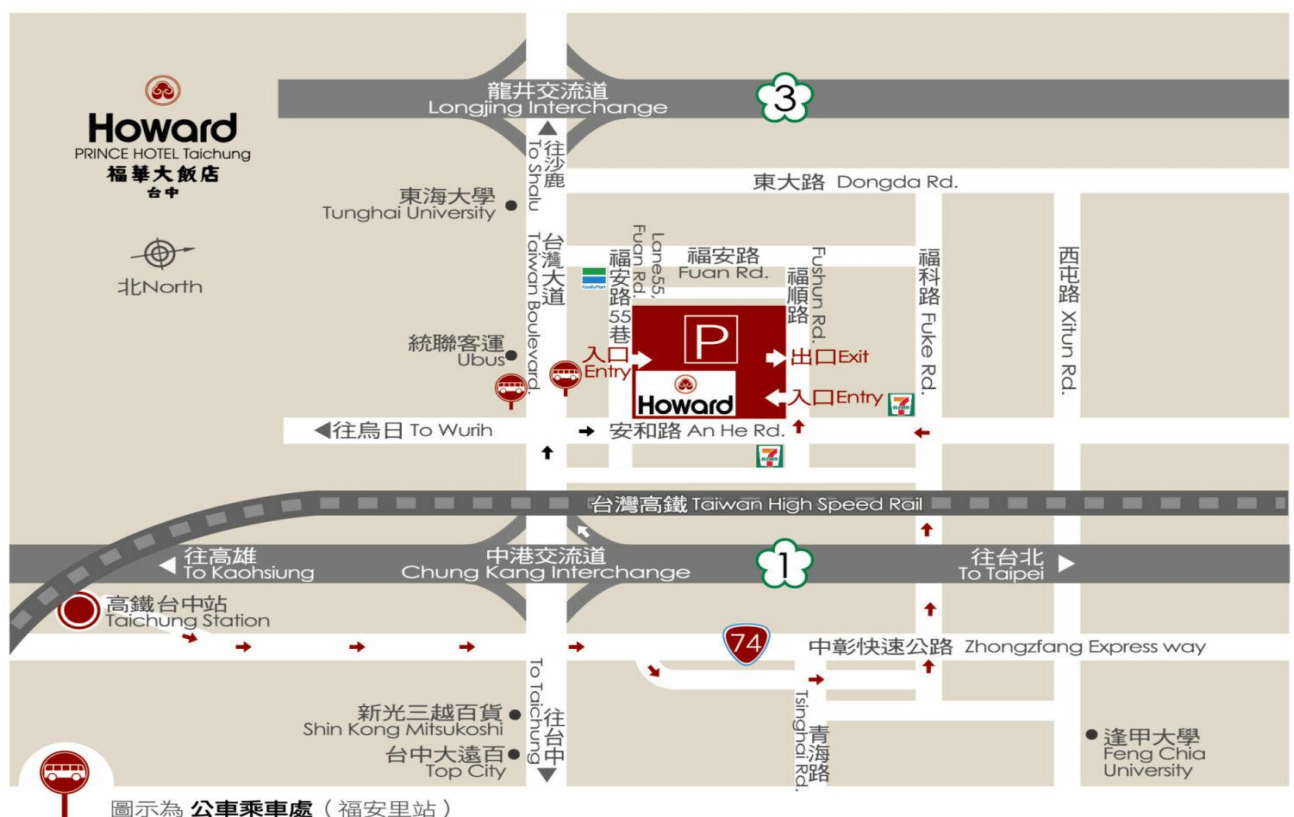 Howard
PRINCE HOTEL Taichung
福華大飯店
台中
北North
龍井交流道
Longjing Interchange
3
往沙鹿
To Shalu
東大路 Dongda Rd.
東海大學
Tunghai University
台灣大道
Taiwan Boulevard.
FamilyMart
福安路55巷
Lane55,
Fuan Rd.
福安路
Fuan Rd.
福順路
Fushun Rd.
福科路 Fuke Rd.
西屯路 Xitun Rd.
統聯客運
Ubus
入口
Entry
P
出口Exit
Howard
入口Entry
7
ELEVEN
往烏日 To Wurih
安和路 An He Rd.
7
ELEVEN
台灣高鐵 Taiwan High Speed Rail
往高雄
To Kaohsiung
中港交流道
Chung Kang Interchange
1
往台北
To Taipei
高鐵台中站
Taichung Station
74
中彰快速公路 Zhongzfang Express way
新光三越百貨
Shin Kong Mitsukoshi
台中大遠百
Top City
往台中
To Taichung
青海路
Tsinghai Rd.
逢甲大學
Feng Chia
University
圖示為 公車乘車處(福安里站)